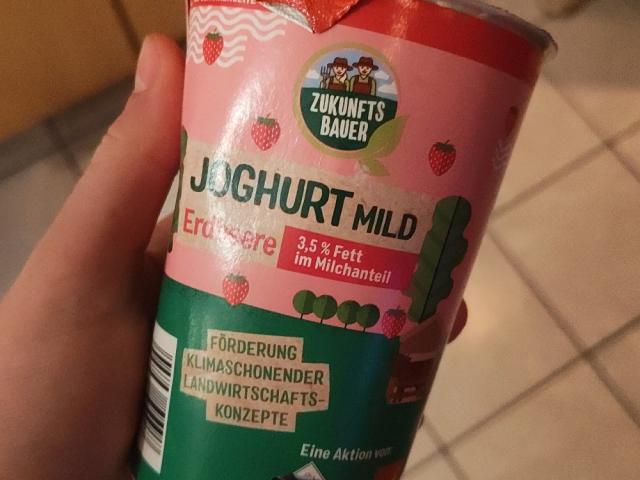 ZUKUNFTS
BAUER
JOGHURT MILD
Erdbeere
3,5 % Fett
im Milchanteil
FÖRDERUNG
KLIMASCHONENDER
LANDWIRTSCHAFTS-
KONZEPTE
Eine Aktion von